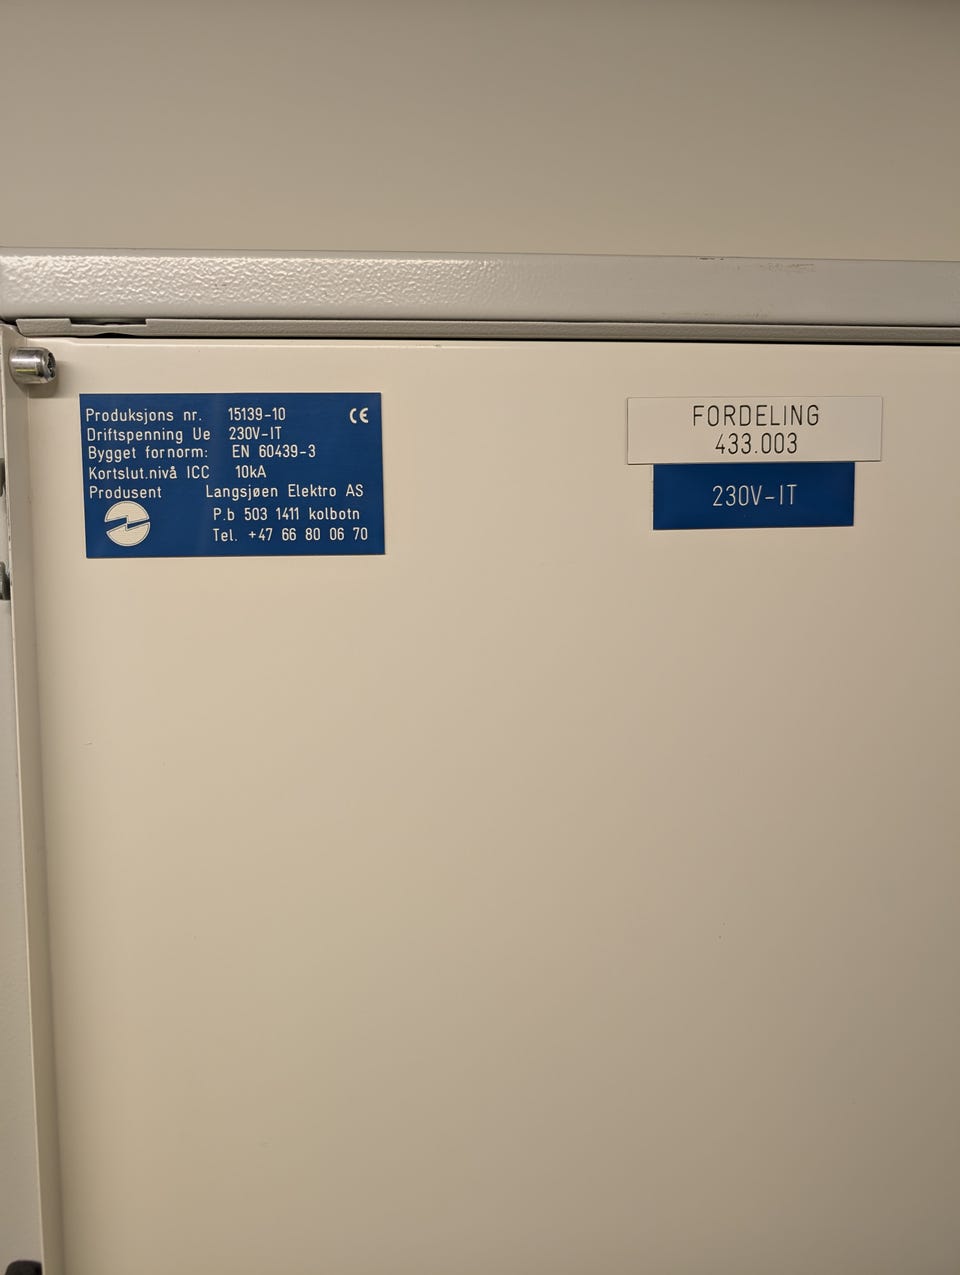 Produksjons nr. 15139-10 CE
Driftspenning Ue 230V-IT
Bygget fornorm: EN 60439-3
Kortslut.nivå ICC 10kA
Produsent Langsjøen Elektro AS
P.b 503 1411 kolbotn
Tel. +47 66 80 06 70
FORDELING
433.003
230V-IT